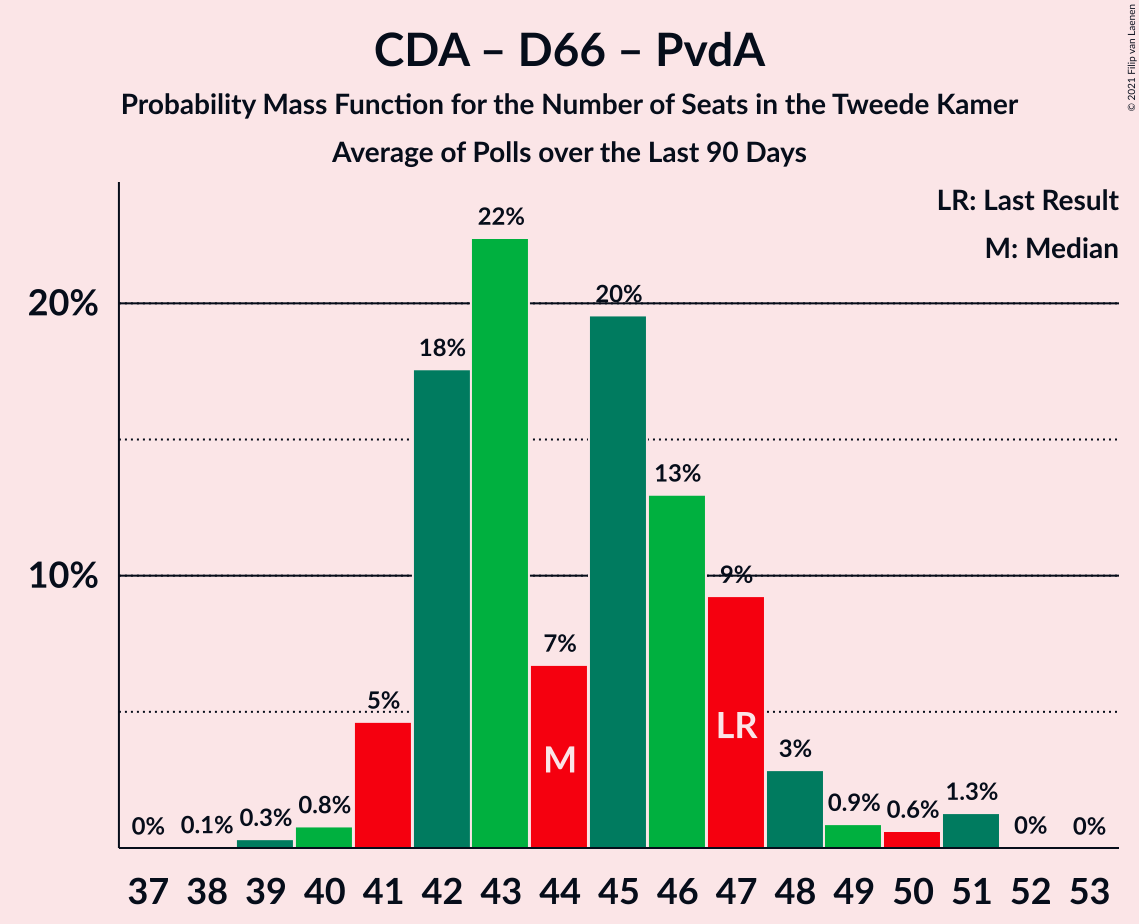 © 2021 Filip van Laenen
CDA – D66 – PvdA
Probability Mass Function for the Number of Seats in the Tweede Kamer
Average of Polls over the Last 90 Days
LR: Last Result
M: Median
20%
10%
0% 0.1% 0.3% 0.8% 5% 18% 22% 7% 20% 13% 9% 3% 0.9% 0.6% 1.3% 0% 0%
M LR
37 38 39 40 41 42 43 44 45 46 47 48 49 50 51 52 53